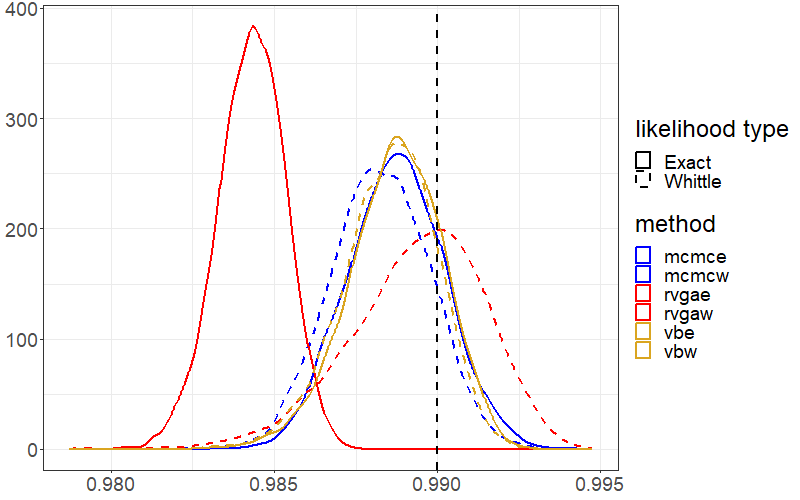 400
300
200
100
0
0.980 0.985 0.990 0.995
likelihood type
Exact
Whittle
method
mcmce
mcmcw
rvgae
rvgaw
vbe
vbw